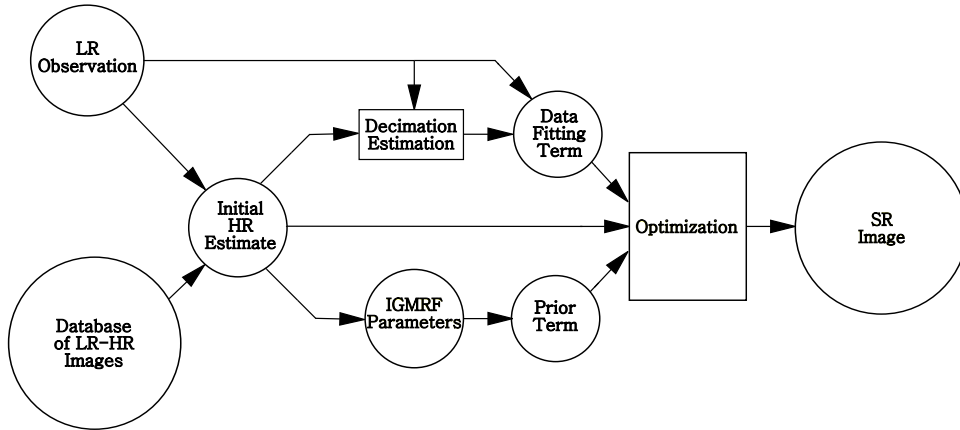 LR
Observation
Decimation
Estimation
Data
Fitting
Term
Initial
HR
Estimate
Optimization
SR
Image
Database
of LR-HR
Images
IGMRF
Parameters
Prior
Term